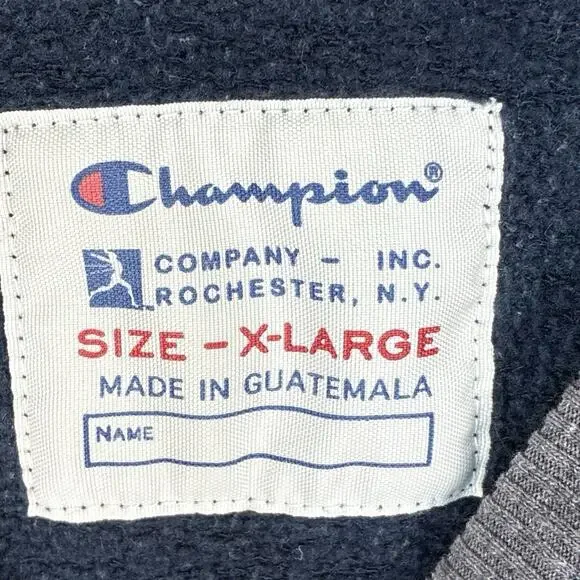 Champion®
COMPANY - INC.
ROCHESTER, N.Y.
SIZE - X-LARGE
MADE IN GUATEMALA
NAME